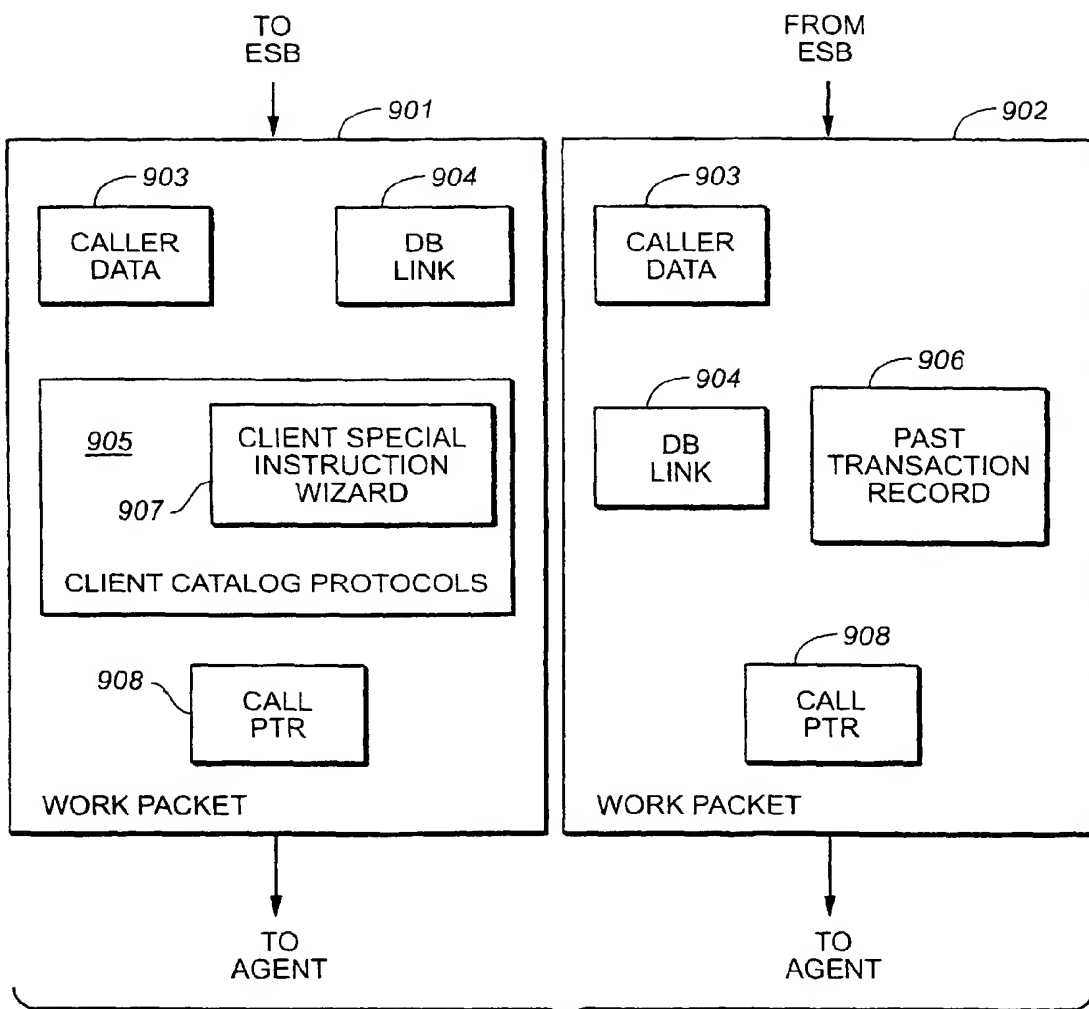 TO
ESB
FROM
ESB
901
902
903
904
903
CALLER
DATA
DB
LINK
CALLER
DATA
904
906
905
CLIENT SPECIAL
INSTRUCTION
WIZARD
DB
LINK
PAST
TRANSACTION
RECORD
907
CLIENT CATALOG PROTOCOLS
908
908
CALL
PTR
CALL
PTR
WORK PACKET
WORK PACKET
TO
AGENT
TO
AGENT